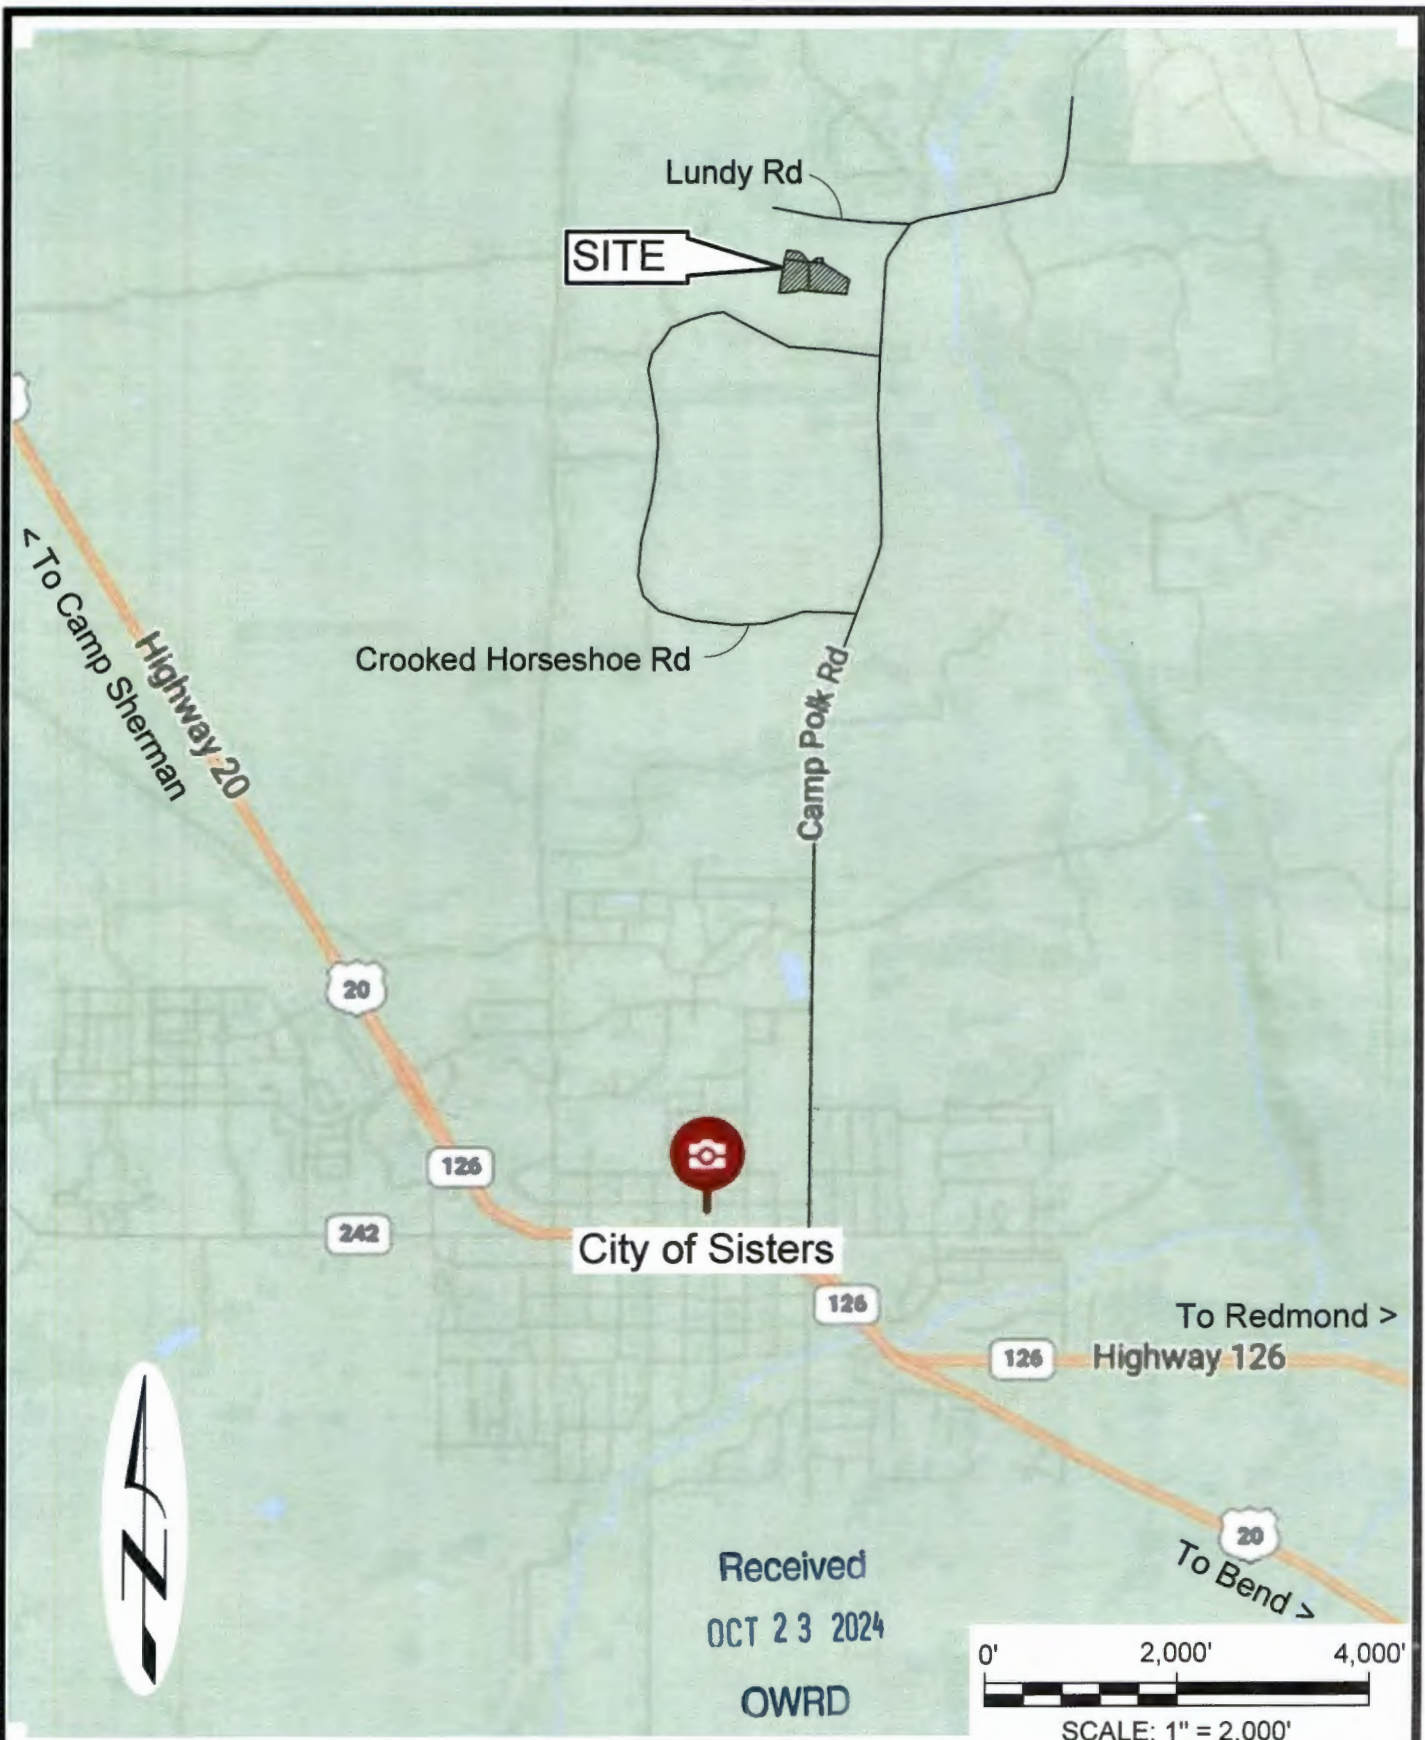 Lundy Rd
SITE
< To Camp Sherman
Highway 20
Crooked Horseshoe Rd
Camp Polk Rd
20
126
242
City of Sisters
126
To Redmond >
126
Highway 126
20
To Bend >
N
Received
OCT 23 2024
OWRD
0' 2,000' 4,000'
SCALE: 1" = 2,000'